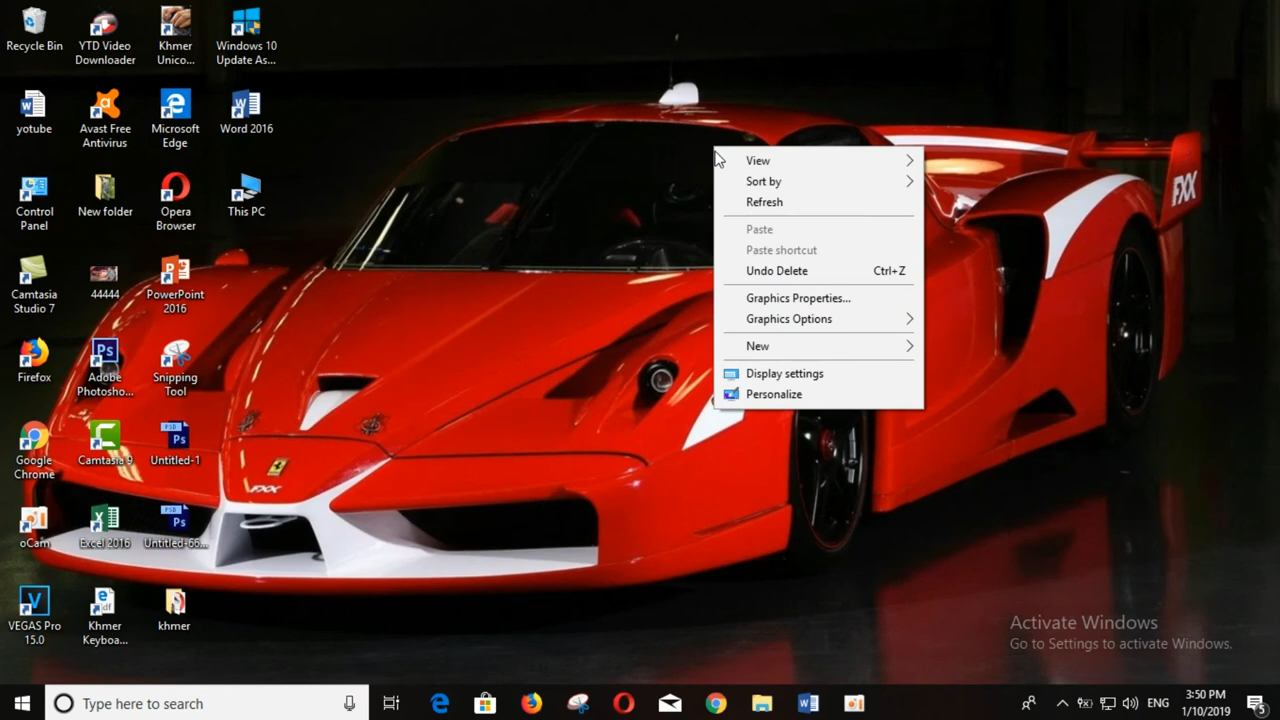 Recycle Bin
YTD Video
Downloader
Khmer
Unico...
Windows 10
Update As...
yotube
Avast Free
Antivirus
Microsoft
Edge
Word 2016
Control
Panel
New folder
Opera
Browser
This PC
Camtasia
Studio 7
44444
PowerPoint
2016
Firefox
Adobe
Photosho...
Snipping
Tool
Google
Chrome
Camtasia 9
Untitled-1
oCam
Excel 2016
Untitled-66...
VEGAS Pro
15.0
Khmer
Keyboa...
khmer
View
Sort by
Refresh
Paste
Paste shortcut
Undo Delete Ctrl+Z
Graphics Properties...
Graphics Options
New
Display settings
Personalize
FXX
FXX
Activate Windows
Go to Settings to activate Windows.
Type here to search
ENG
3:50 PM
1/10/2019
5